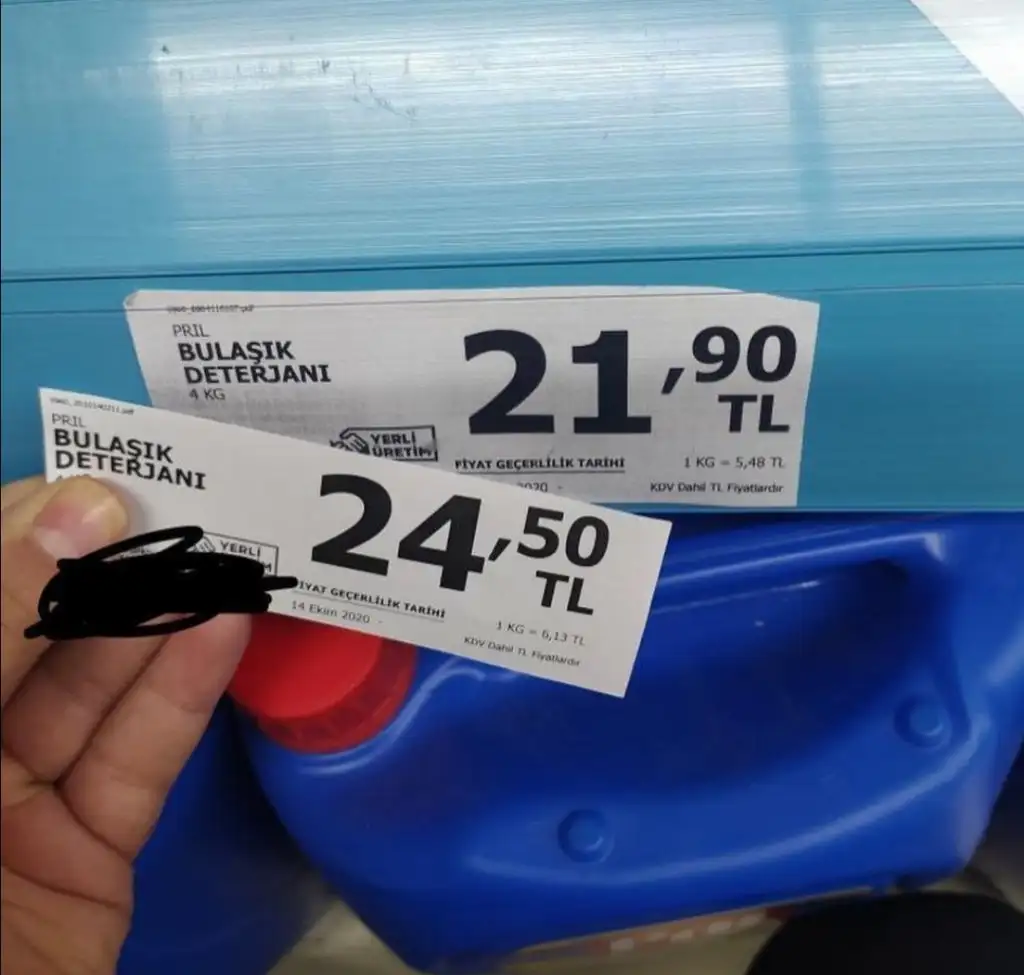 PRIL
BULAŞIK
DETERJANI
4 KG
21,90
TL
YERLİ
ÜRETİM
FİYAT GEÇERLİLİK TARİHİ
2020 -
1 KG = 5,48 TL
KDV Dahil TL Fiyatlardır
PRIL
BULAŞIK
DETERJANI
24,50
TL
YERLİ
FİYAT GEÇERLİLİK TARİHİ
14 Ekim 2020 -
1 KG = 6,13 TL
KDV Dahil TL Fiyatlardır